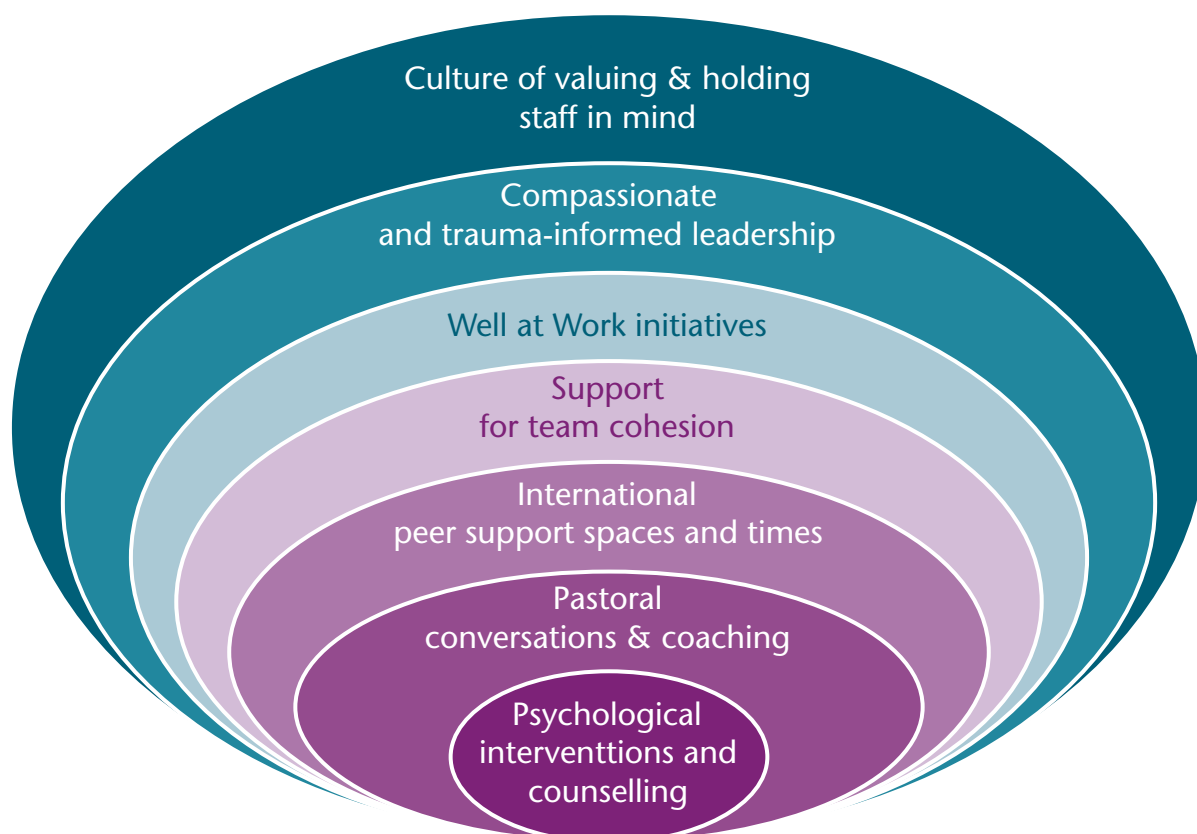 Culture of valuing & holding
staff in mind
Compassionate
and trauma-informed leadership
Well at Work initiatives
Support
for team cohesion
International
peer support spaces and times
Pastoral
conversations & coaching
Psychological
interventtions and
counselling